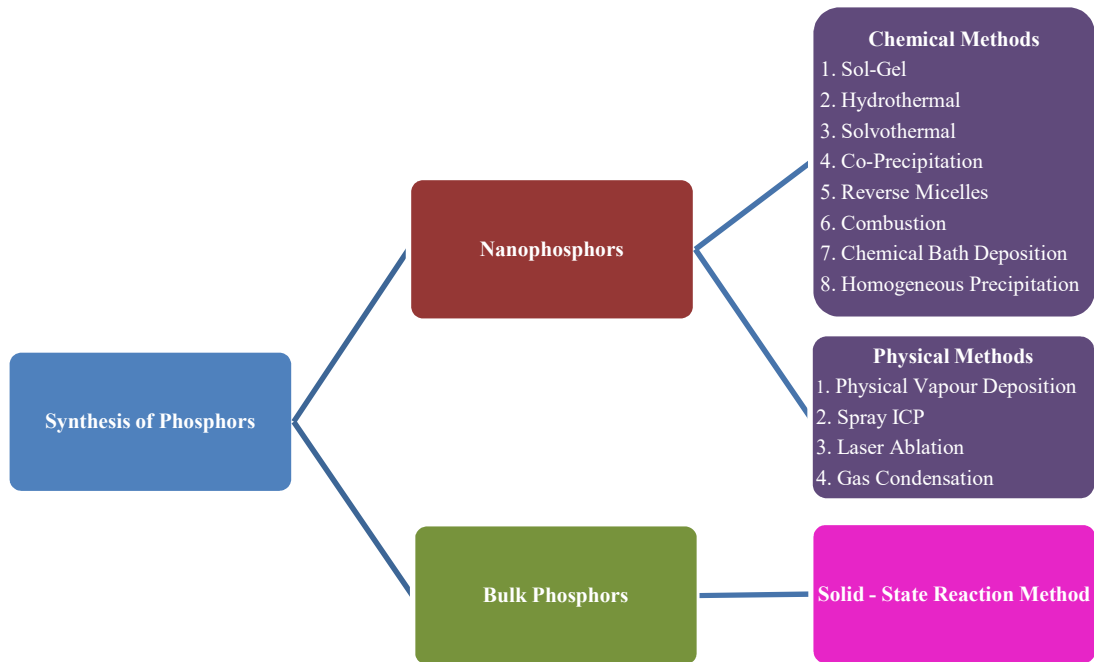 Chemical Methods
1. Sol-Gel
2. Hydrothermal
3. Solvothermal
4. Co-Precipitation
5. Reverse Micelles
6. Combustion
7. Chemical Bath Deposition
8. Homogeneous Precipitation
Nanophosphors
Physical Methods
1. Physical Vapour Deposition
2. Spray ICP
3. Laser Ablation
4. Gas Condensation
Synthesis of Phosphors
Bulk Phosphors
Solid - State Reaction Method